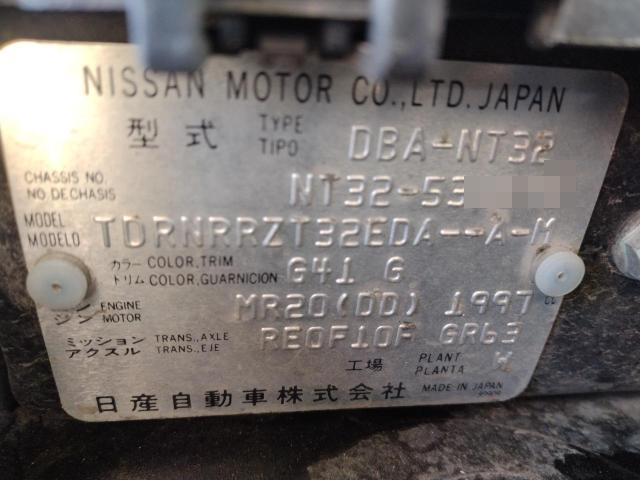 NISSAN MOTOR CO.,LTD. JAPAN
型式 TYPE TIPO DBA-NT32
CHASSIS NO. NO DE CHASIS NT32-53
MODEL MODELO TDRNRRZT32EDA--A-M
カラー COLOR,TRIM
トリム COLOR,GUARNICION G41 G
ジン ENGINE MOTOR MR20(DD) 1997 cc
ミッション TRANS.,AXLE
アクスル TRANS.,EJE RE0F10F GR63
工場 PLANT PLANTA W
日産自動車株式会社 MADE IN JAPAN